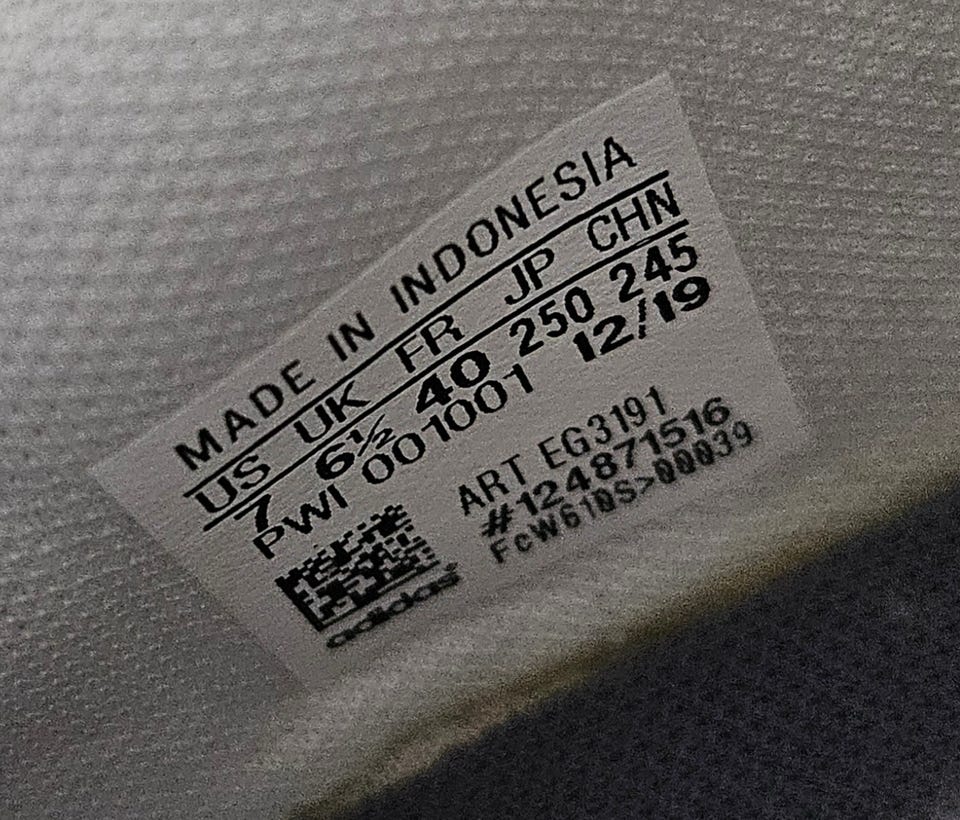 MADE IN INDONESIA
US UK FR JP CHN
7 6½ 40 250 245
PWI 001001 12/19
ART EG3191
#124871516
FcW610S>00039
adidas